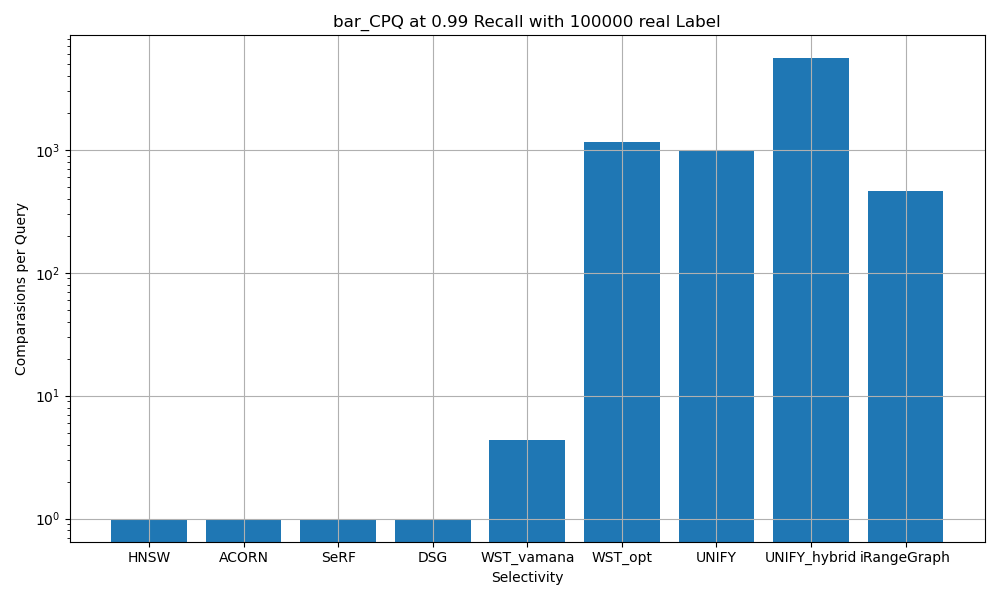 bar_CPQ at 0.99 Recall with 100000 real Label
Comparasions per Query
10³
10²
10¹
10⁰
HNSW ACORN SeRF DSG WST_vamana WST_opt UNIFY UNIFY_hybrid iRangeGraph
Selectivity